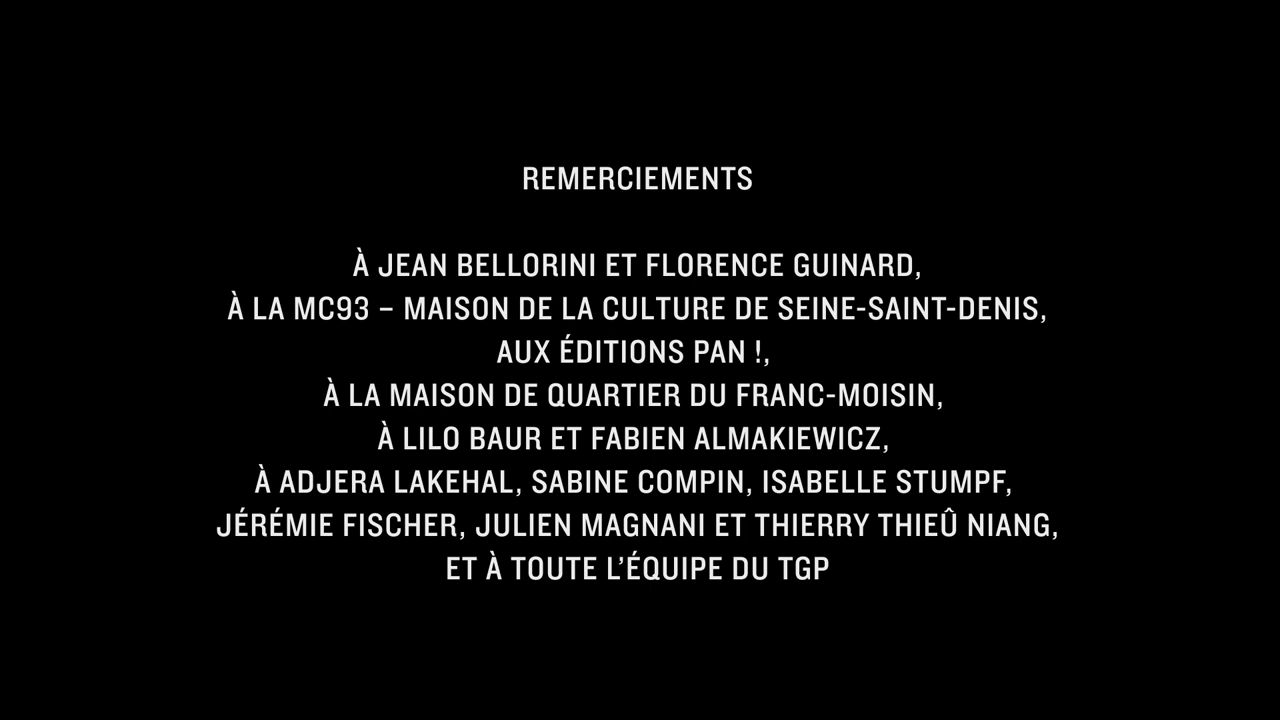 REMERCIEMENTS
À JEAN BELLORINI ET FLORENCE GUINARD,
À LA MC93 – MAISON DE LA CULTURE DE SEINE-SAINT-DENIS,
AUX ÉDITIONS PAN !,
À LA MAISON DE QUARTIER DU FRANC-MOISIN,
À LILO BAUR ET FABIEN ALMAKIEWICZ,
À ADJERA LAKEHAL, SABINE COMPIN, ISABELLE STUMPF,
JÉRÉMIE FISCHER, JULIEN MAGNANI ET THIERRY THIEÛ NIANG,
ET À TOUTE L’ÉQUIPE DU TGP